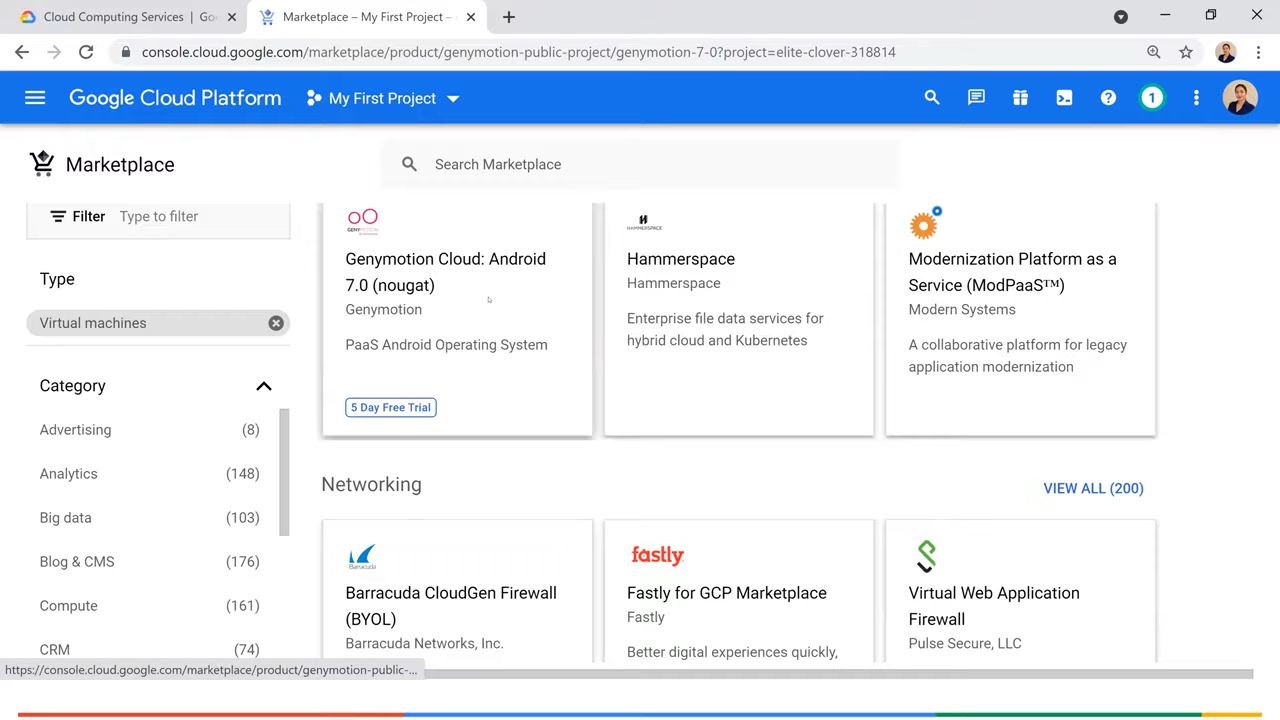 Cloud Computing Services | Go
Marketplace – My First Project –
console.cloud.google.com/marketplace/product/genymotion-public-project/genymotion-7-0?project=elite-clover-318814
Google Cloud Platform
My First Project
1
Marketplace
Search Marketplace
Filter Type to filter
Type
Virtual machines
Category
Advertising (8)
Analytics (148)
Big data (103)
Blog & CMS (176)
Compute (161)
CRM (74)
GENYMOTION
Genymotion Cloud: Android
7.0 (nougat)
Genymotion
PaaS Android Operating System
5 Day Free Trial
HAMMERSPACE
Hammerspace
Hammerspace
Enterprise file data services for
hybrid cloud and Kubernetes
Modernization Platform as a
Service (ModPaaS™)
Modern Systems
A collaborative platform for legacy
application modernization
Networking
VIEW ALL (200)
Barracuda
Barracuda CloudGen Firewall
(BYOL)
Barracuda Networks, Inc.
fastly
Fastly for GCP Marketplace
Fastly
Better digital experiences quickly,
Virtual Web Application
Firewall
Pulse Secure, LLC
https://console.cloud.google.com/marketplace/product/genymotion-public-...